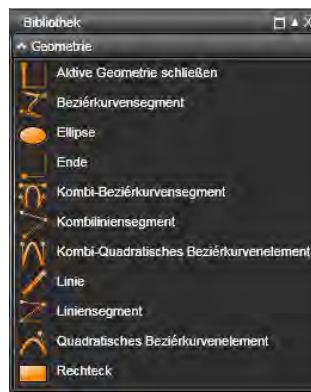 Bibliothek
Geometrie
Aktive Geometrie schließen
Beziérkurvensegment
Ellipse
Ende
Kombi-Beziérkurvensegment
Kombiliniensegment
Kombi-Quadratisches Beziérkurvenelement
Linie
Liniensegment
Quadratisches Beziérkurvenelement
Rechteck